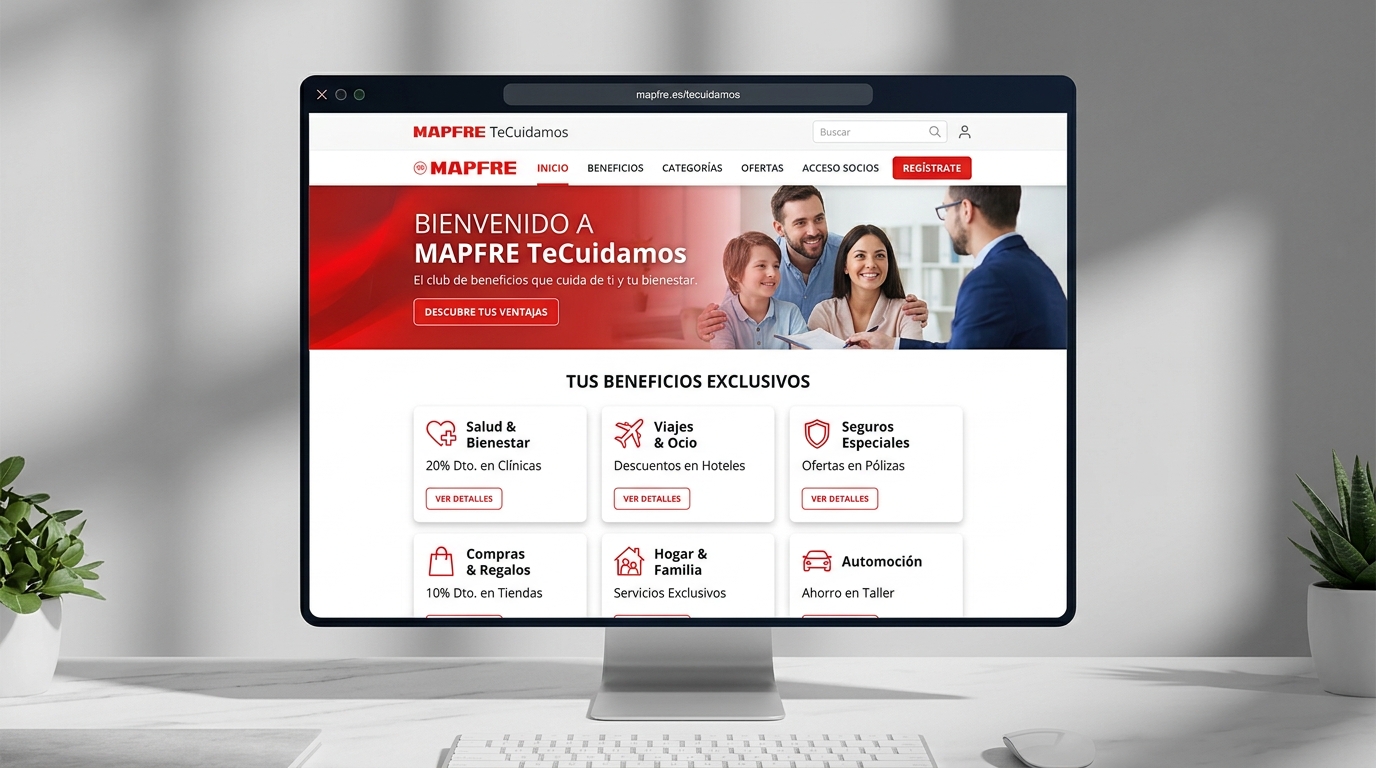 mapfre.es/tecuidamos
MAPFRE TeCuidamos
Buscar
MAPFRE INICIO BENEFICIOS CATEGORÍAS OFERTAS ACCESO SOCIOS REGÍSTRATE
BIENVENIDO A
MAPFRE TeCuidamos
El club de beneficios que cuida de ti y tu bienestar.
DESCUBRE TUS VENTAJAS
TUS BENEFICIOS EXCLUSIVOS
Salud &
Bienestar
20% Dto. en Clínicas
VER DETALLES
Viajes
& Ocio
Descuentos en Hoteles
VER DETALLES
Seguros
Especiales
Ofertas en Pólizas
VER DETALLES
Compras
& Regalos
10% Dto. en Tiendas
Hogar &
Familia
Servicios Exclusivos
Automoción
Ahorro en Taller